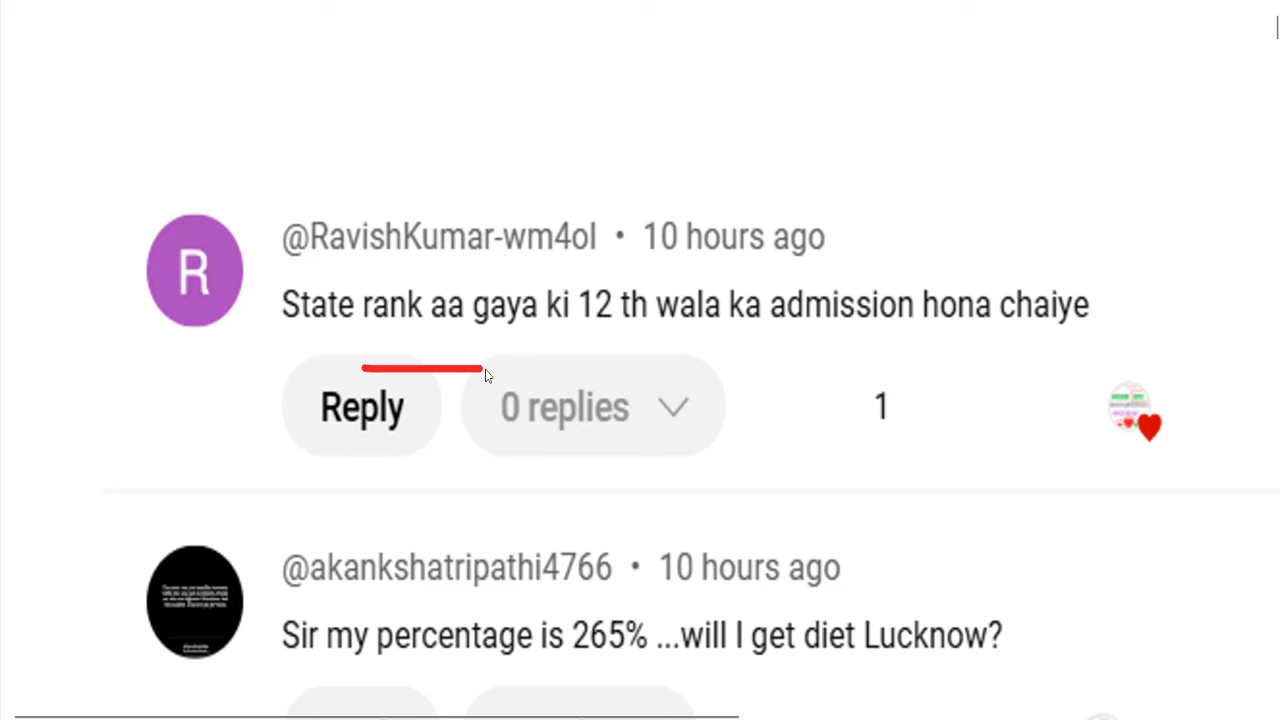 @RavishKumar-wm4ol • 10 hours ago
R
State rank aa gaya ki 12 th wala ka admission hona chaiye
Reply 0 replies 1
@akankshatripathi4766 • 10 hours ago
Sir my percentage is 265% ...will I get diet Lucknow?